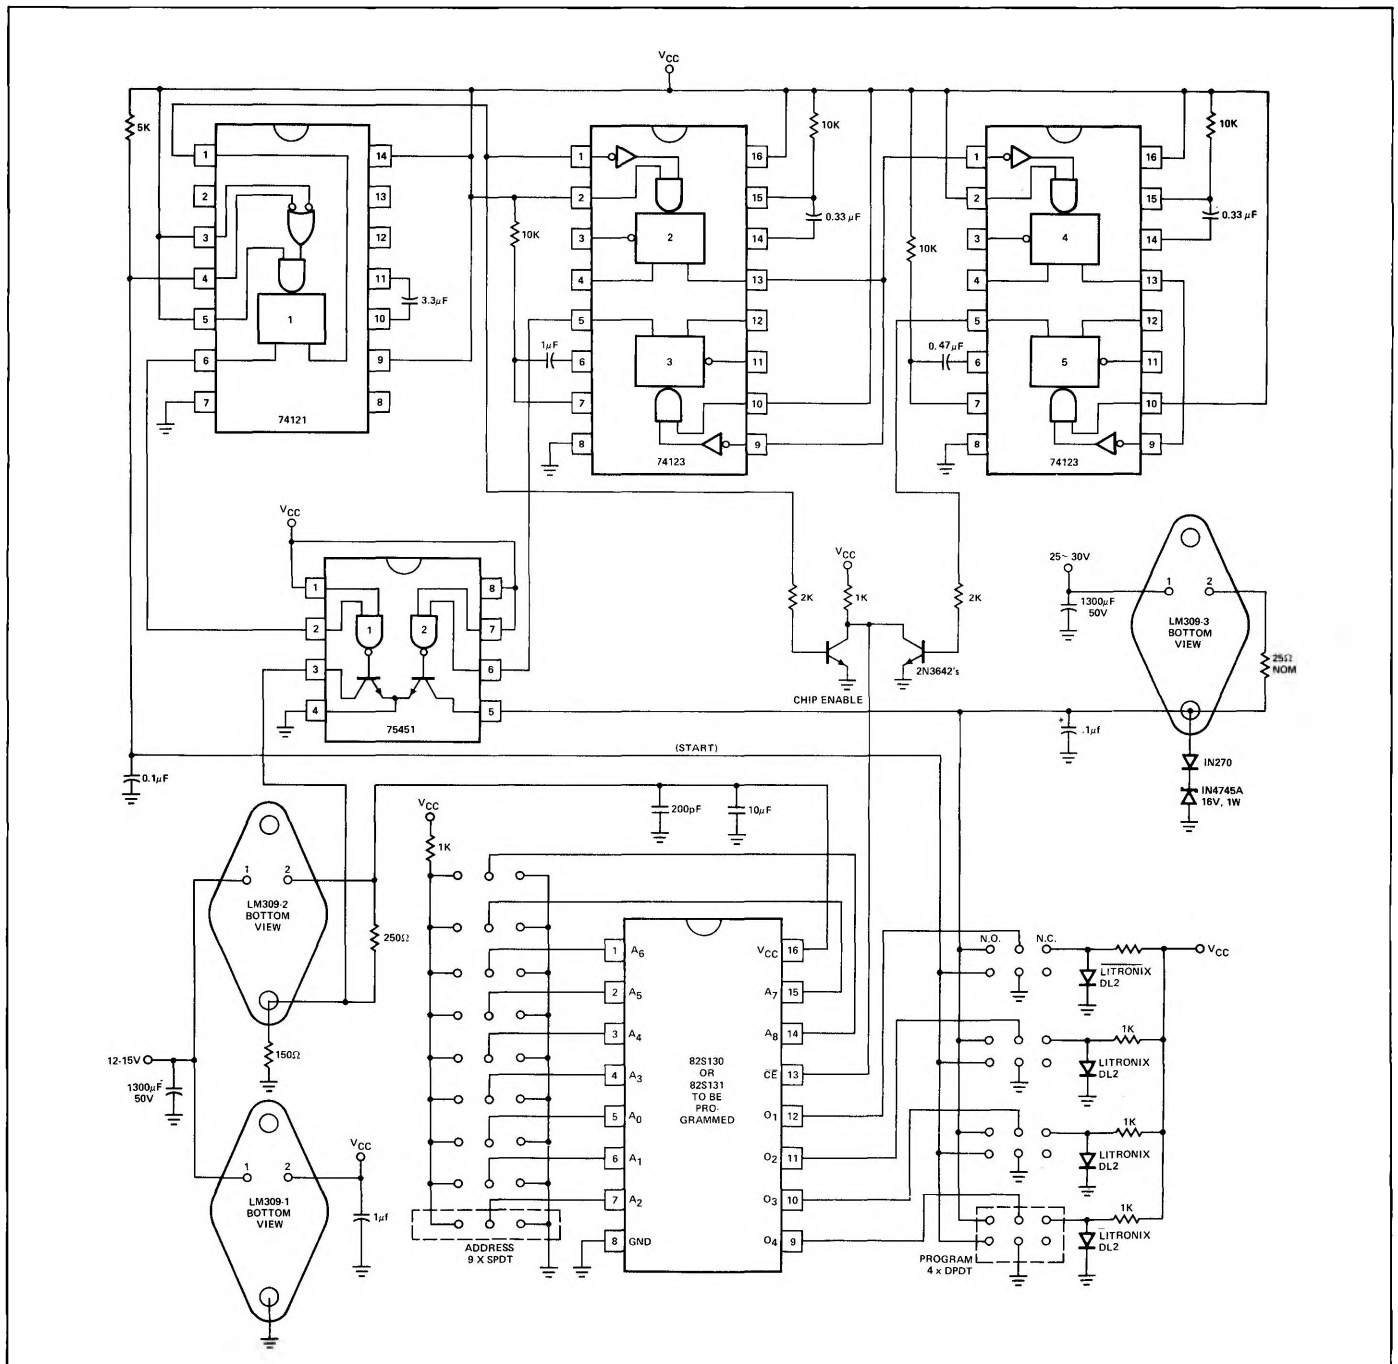 VCC
5K
1
2
3
4
5
6
7
14
13
12
11
10
9
8
1
74121
3.3µF
10K
1
2
3
4
5
6
7
8
16
15
14
13
12
11
10
9
2
3
74123
1µF
10K
0.33 µF
10K
0.47µF
1
2
3
4
5
6
7
8
16
15
14
13
12
11
10
9
4
5
74123
10K
0.33 µF
VCC
1
2
3
4
8
7
6
5
1
2
75451
2K
VCC
1K
2K
2N3642's
CHIP ENABLE
25~30V
1300µF
50V
1
2
LM309-3
BOTTOM
VIEW
25Ω
NOM
.1µf
+
IN270
IN4745A
16V, 1W
(START)
0.1µF
200pF
10µF
VCC
1K
1
2
LM309-2
BOTTOM
VIEW
250Ω
150Ω
12-15V
1300µF
50V
1
2
LM309-1
BOTTOM
VIEW
VCC
1µf
ADDRESS
9 X SPDT
1 A6
2 A5
3 A4
4 A3
5 A0
6 A1
7 A2
8 GND
82S130
OR
82S131
TO BE
PRO-
GRAMMED
VCC 16
A7 15
A8 14
CE 13
O1 12
O2 11
O3 10
O4 9
N.O.
N.C.
VCC
LITRONIX
DL2
1K
LITRONIX
DL2
1K
LITRONIX
DL2
1K
LITRONIX
DL2
PROGRAM
4 x DPDT